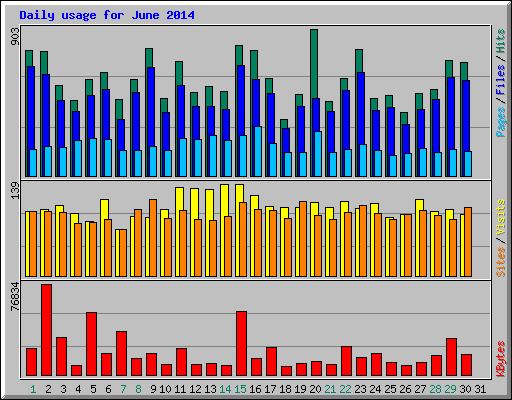 Daily usage for June 2014
903
Pages / Files / Hits
139
Sites / Visits
76834
KBytes
1 2 3 4 5 6 7 8 9 10 11 12 13 14 15 16 17 18 19 20 21 22 23 24 25 26 27 28 29 30 31